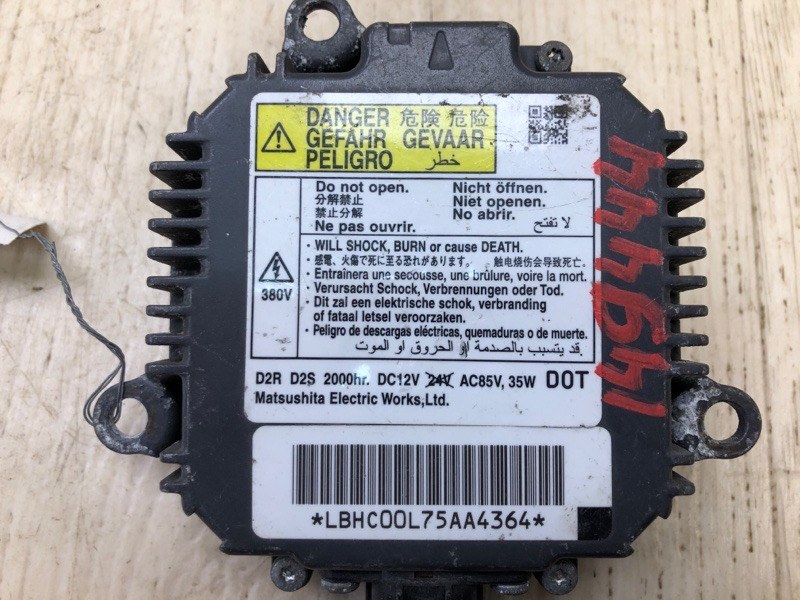 DANGER 危険 危险
GEFAHR GEVAAR
PELIGRO خطر
Do not open. Nicht öffnen.
分解禁止 Niet openen.
禁止分解 No abrir.
Ne pas ouvrir. لا تفتح
380V
· WILL SHOCK, BURN or cause DEATH.
· 感電、火傷で死に至る恐れがあります。 触电烧伤会导致死亡。
· Entraînera une secousse, une brûlure, voire la mort.
· Verursacht Schock, Verbrennungen oder Tod.
· Dit zal een elektrische schok, verbranding
of fataal letsel veroorzaken.
· Peligro de descargas eléctricas, quemaduras o de muerte.
قد يتسبب بالصدمة أو الحروق أو الموت.
D2R D2S 2000hr. DC12V 24V AC85V, 35W DOT
Matsushita Electric Works,Ltd.
*LBHC00L75AA4364*